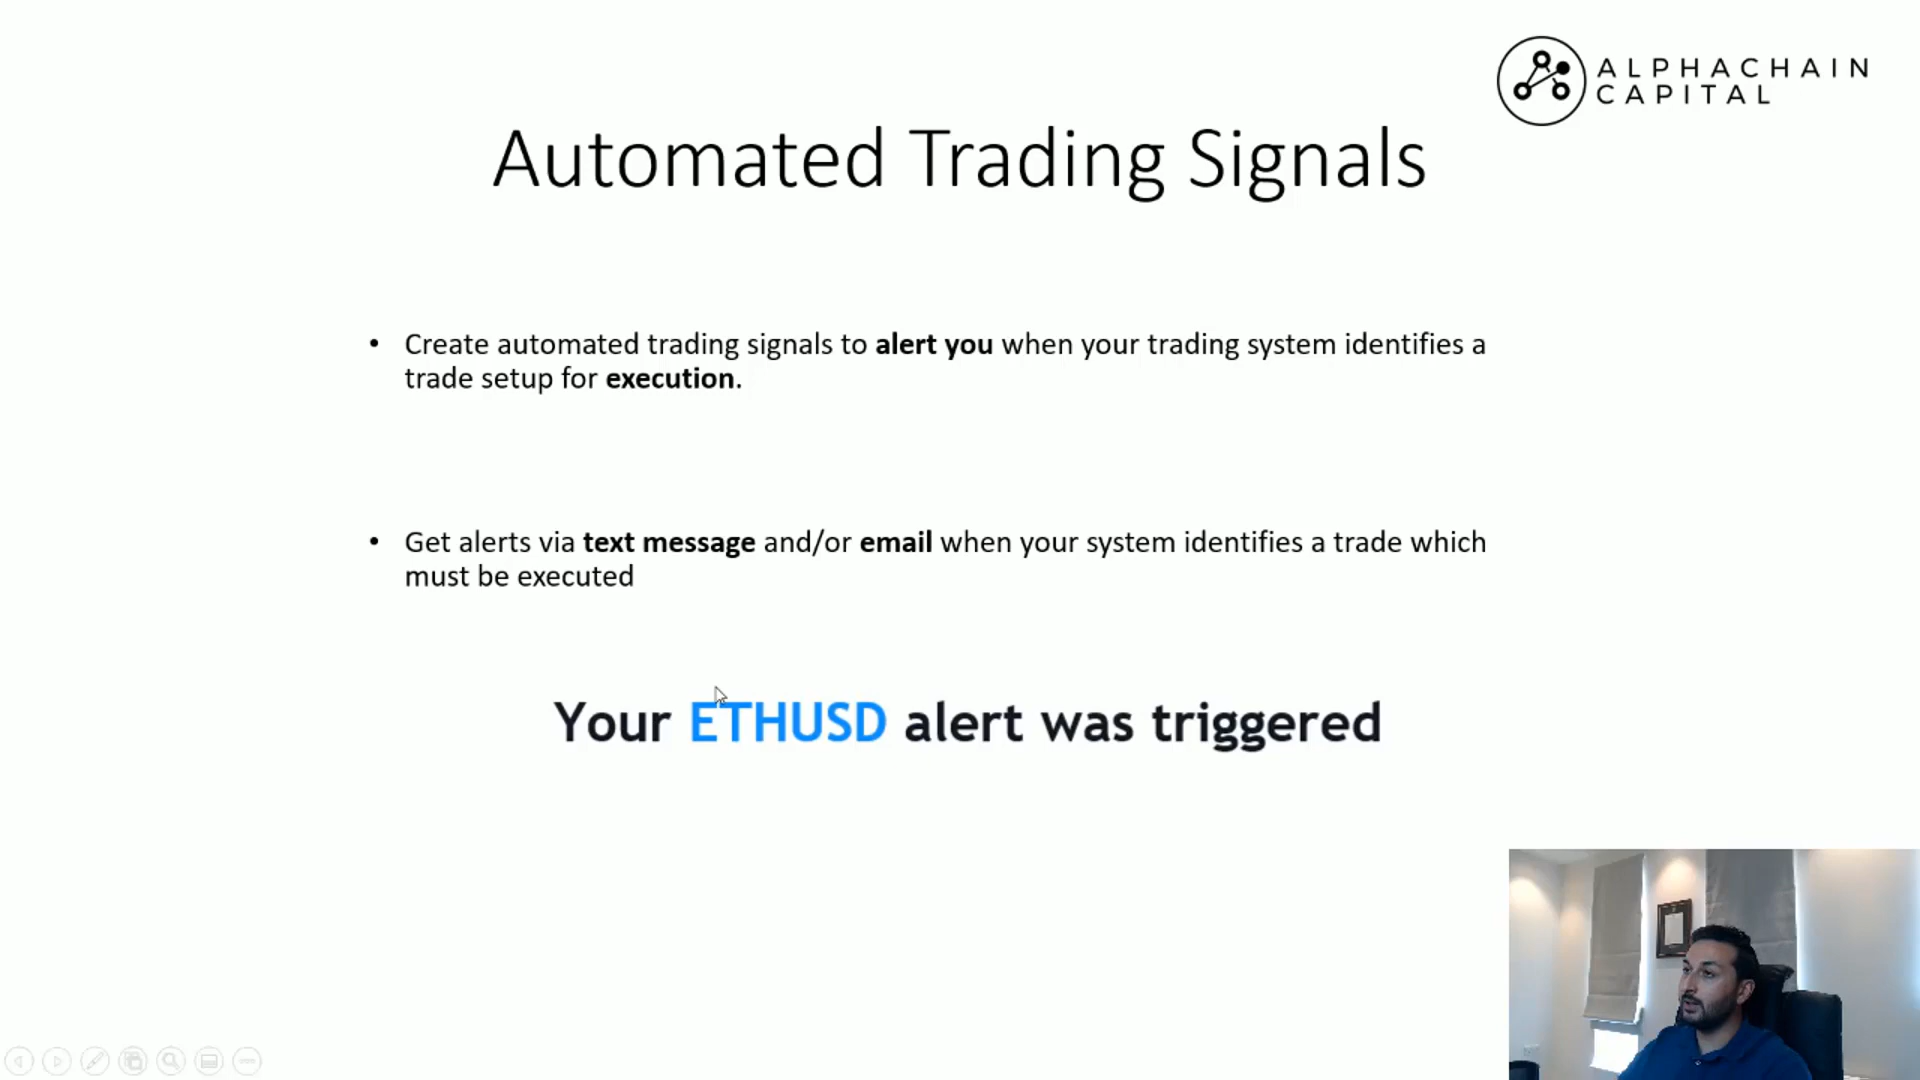 ALPHACHAIN
CAPITAL
Automated Trading Signals
• Create automated trading signals to alert you when your trading system identifies a
trade setup for execution.
• Get alerts via text message and/or email when your system identifies a trade which
must be executed
Your ETHUSD alert was triggered